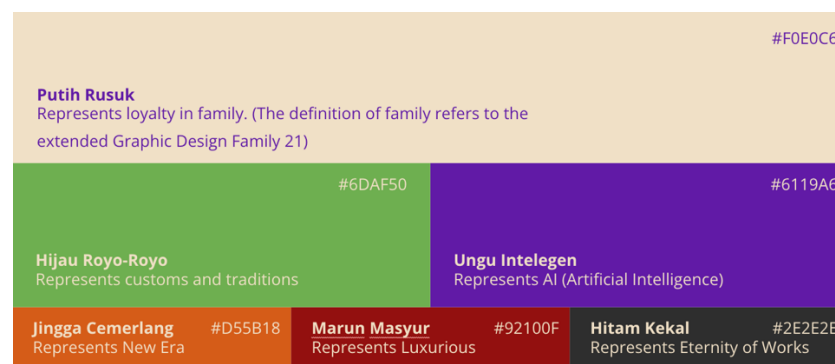 #F0E0C6
Putih Rusuk
Represents loyalty in family. (The definition of family refers to the
extended Graphic Design Family 21)
#6DAF50
#6119A6
Hijau Royo-Royo
Represents customs and traditions
Ungu Intelegen
Represents AI (Artificial Intelligence)
Jingga Cemerlang
#D55B18
Represents New Era
Marun Masyur
#92100F
Represents Luxurious
Hitam Kekal
#2E2E2E
Represents Eternity of Works